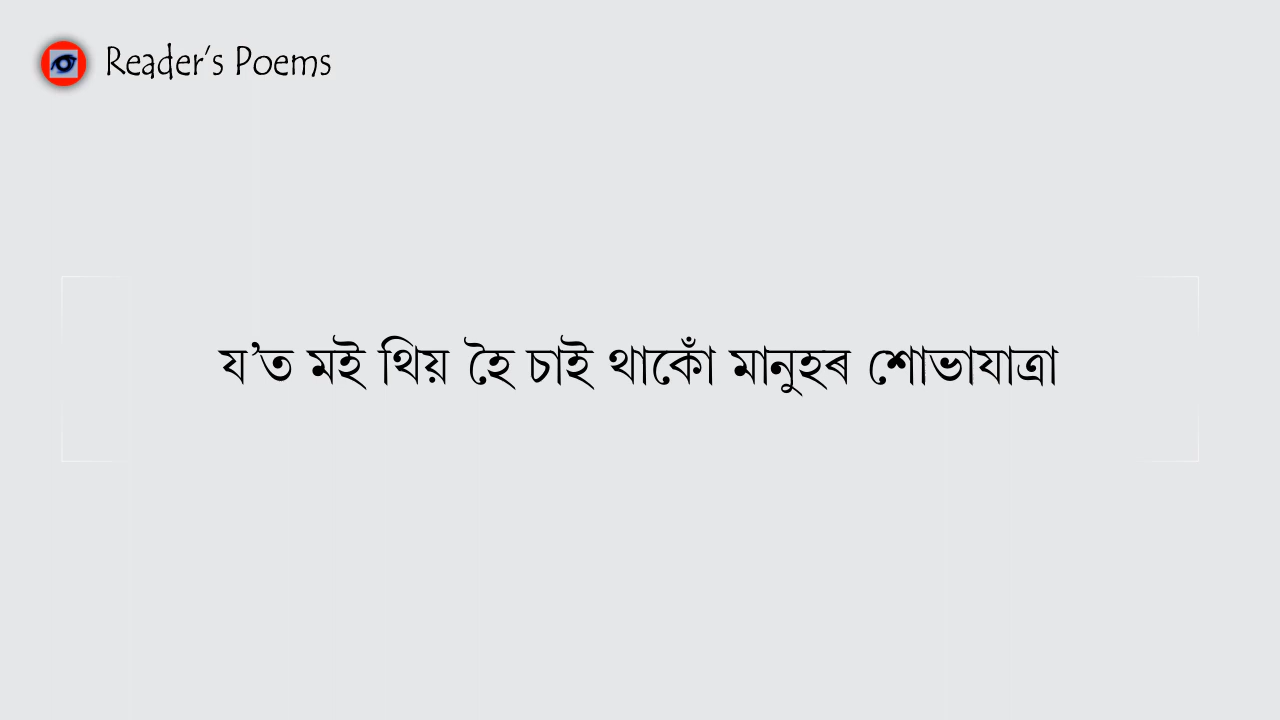 Reader's Poems
য’ত মই থিয় হৈ চাই থাকোঁ মানুহৰ শোভাযাত্ৰা